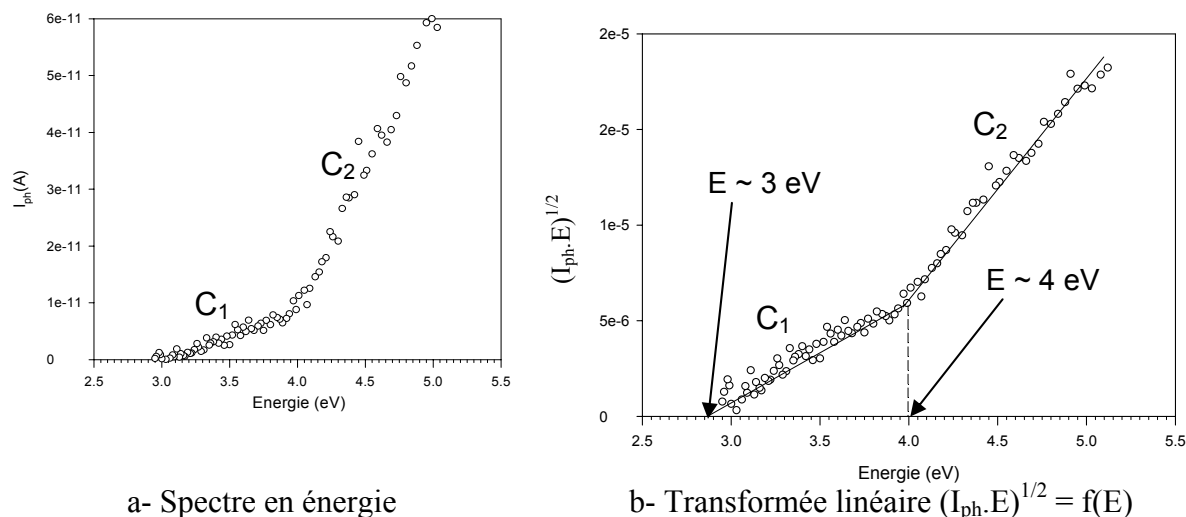 6e-11
5e-11
4e-11
3e-11
2e-11
1e-11
0
I_ph(A)
C₁
C₂
2.5 3.0 3.5 4.0 4.5 5.0 5.5
Energie (eV)
a- Spectre en énergie
2e-5
2e-5
1e-5
5e-6
0
(I_ph.E)^1/2
C₂
E ~ 3 eV
E ~ 4 eV
C₁
2.5 3.0 3.5 4.0 4.5 5.0 5.5
Energie (eV)
b- Transformée linéaire (I_ph.E)^1/2 = f(E)